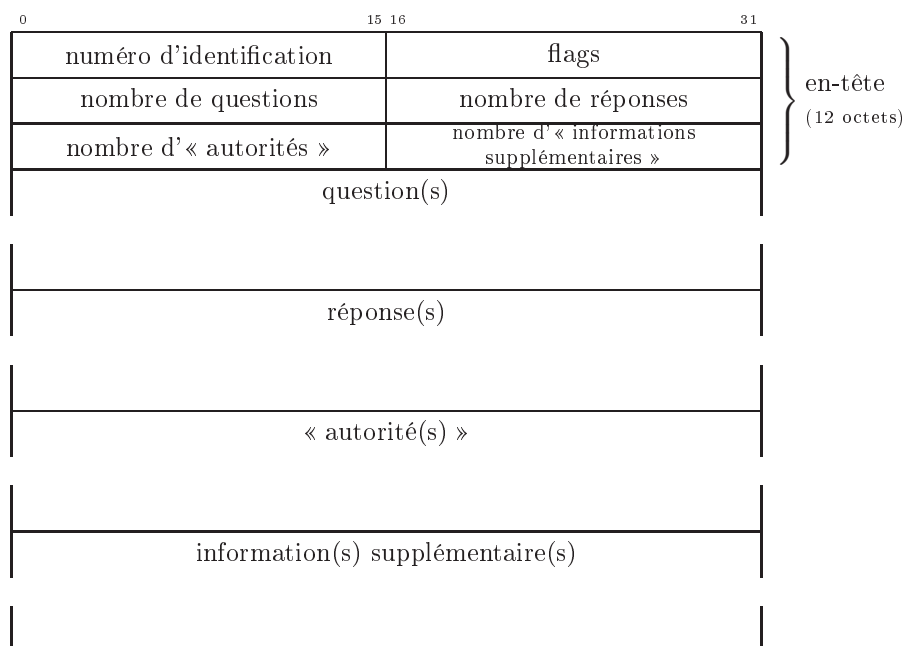 0 15 16 31
numéro d'identification flags
en-tête
nombre de questions nombre de réponses
(12 octets)
nombre d'« autorités » nombre d'« informations
supplémentaires »
question(s)
réponse(s)
« autorité(s) »
information(s) supplémentaire(s)